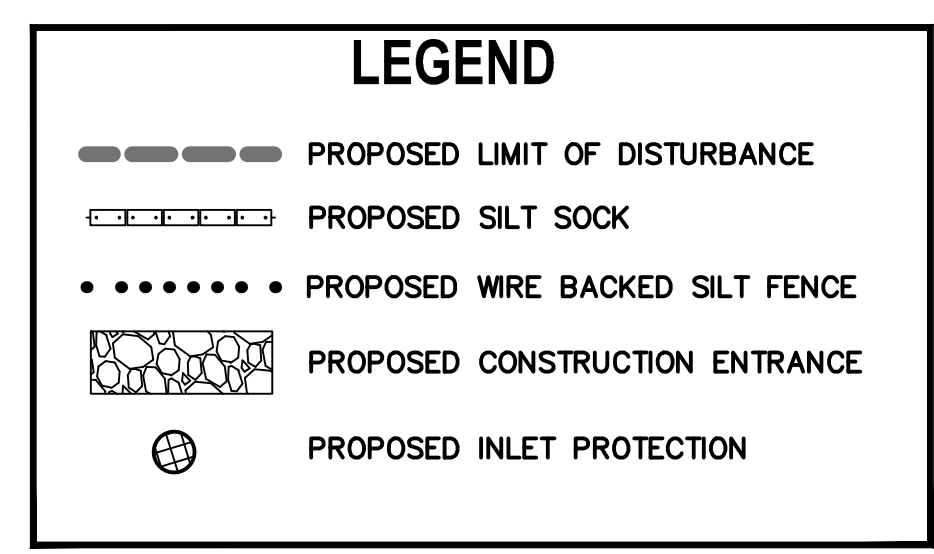 LEGEND
PROPOSED LIMIT OF DISTURBANCE
PROPOSED SILT SOCK
PROPOSED WIRE BACKED SILT FENCE
PROPOSED CONSTRUCTION ENTRANCE
PROPOSED INLET PROTECTION